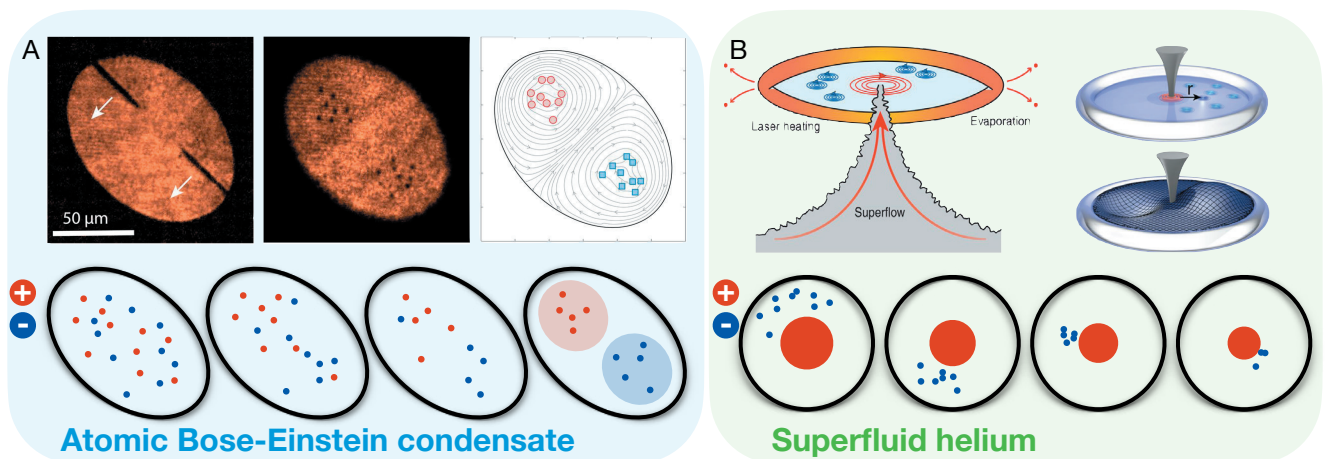 A
50 μm
+
-
Atomic Bose-Einstein condensate
B
Laser heating
Evaporation
Superflow
r
+
-
Superfluid helium